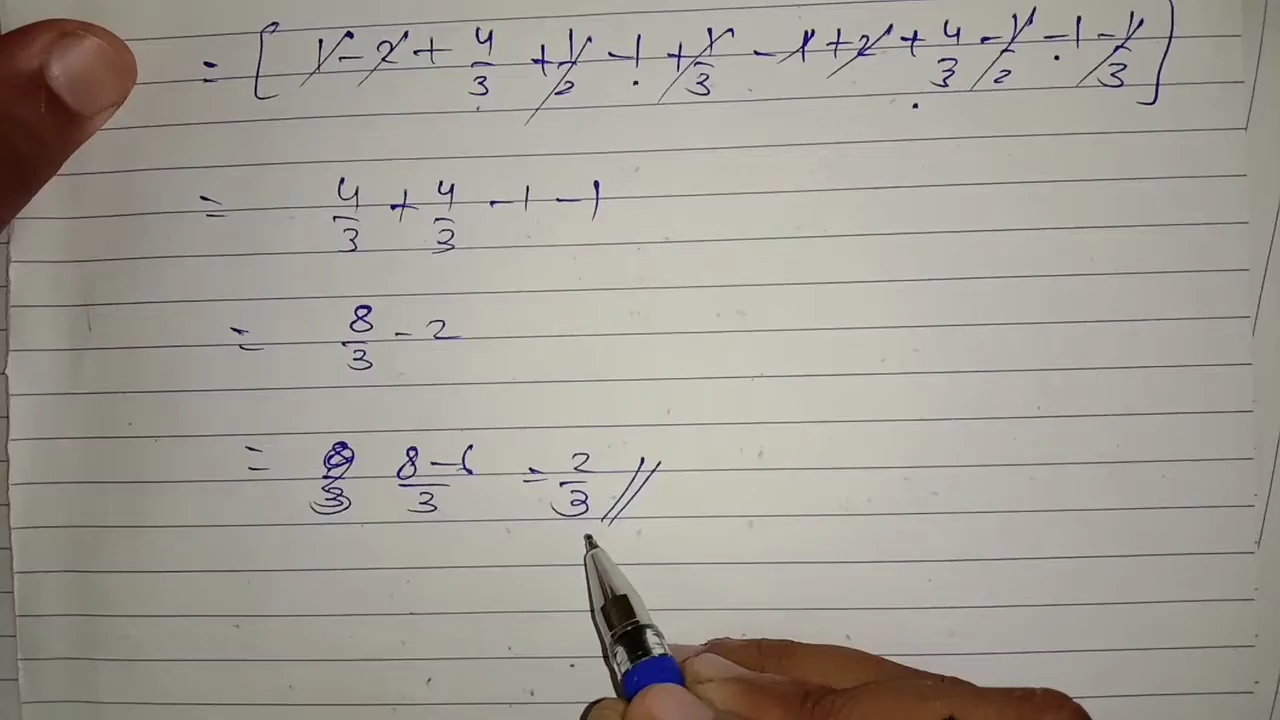 = [ 1 - 2 + 4/3 + 1/2 - 1 + 1/3 - 1 + 2 + 4/3 - 1/2 - 1 - 1/3 ]
= 4/3 + 4/3 - 1 - 1
= 8/3 - 2
= 8/3 8-6/3 = 2/3 //